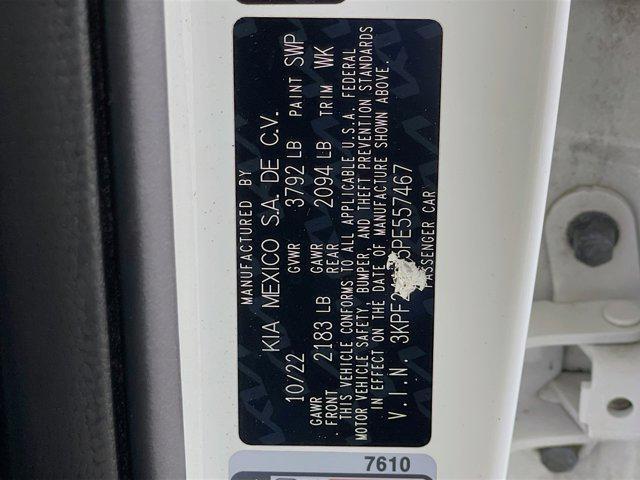 MANUFACTURED BY
KIA MEXICO S.A. DE C.V.
10/22 GVWR 3792 LB PAINT SWP
GAWR FRONT 2183 LB GAWR REAR 2094 LB TRIM WK
THIS VEHICLE CONFORMS TO ALL APPLICABLE U.S.A. FEDERAL
MOTOR VEHICLE SAFETY, BUMPER, AND THEFT PREVENTION STANDARDS
IN EFFECT ON THE DATE OF MANUFACTURE SHOWN ABOVE.
V.I.N. 3KPF2 PE557467
PASSENGER CAR
7610